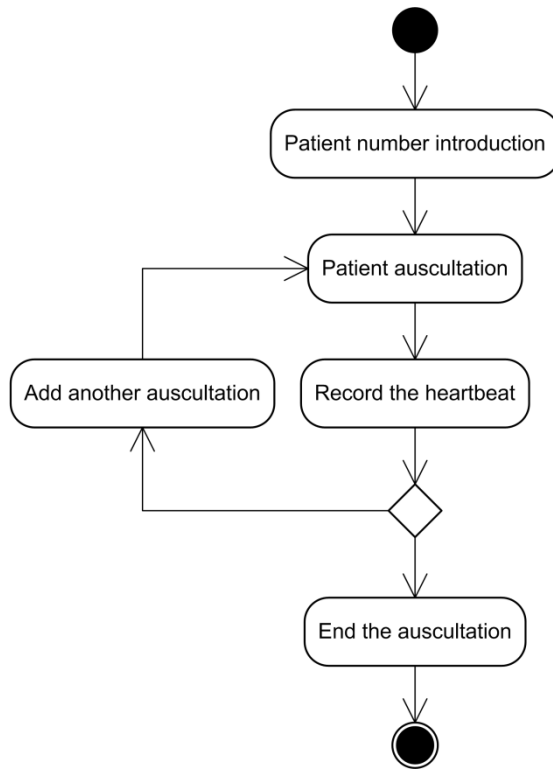 Patient number introduction
Patient auscultation
Add another auscultation
Record the heartbeat
End the auscultation